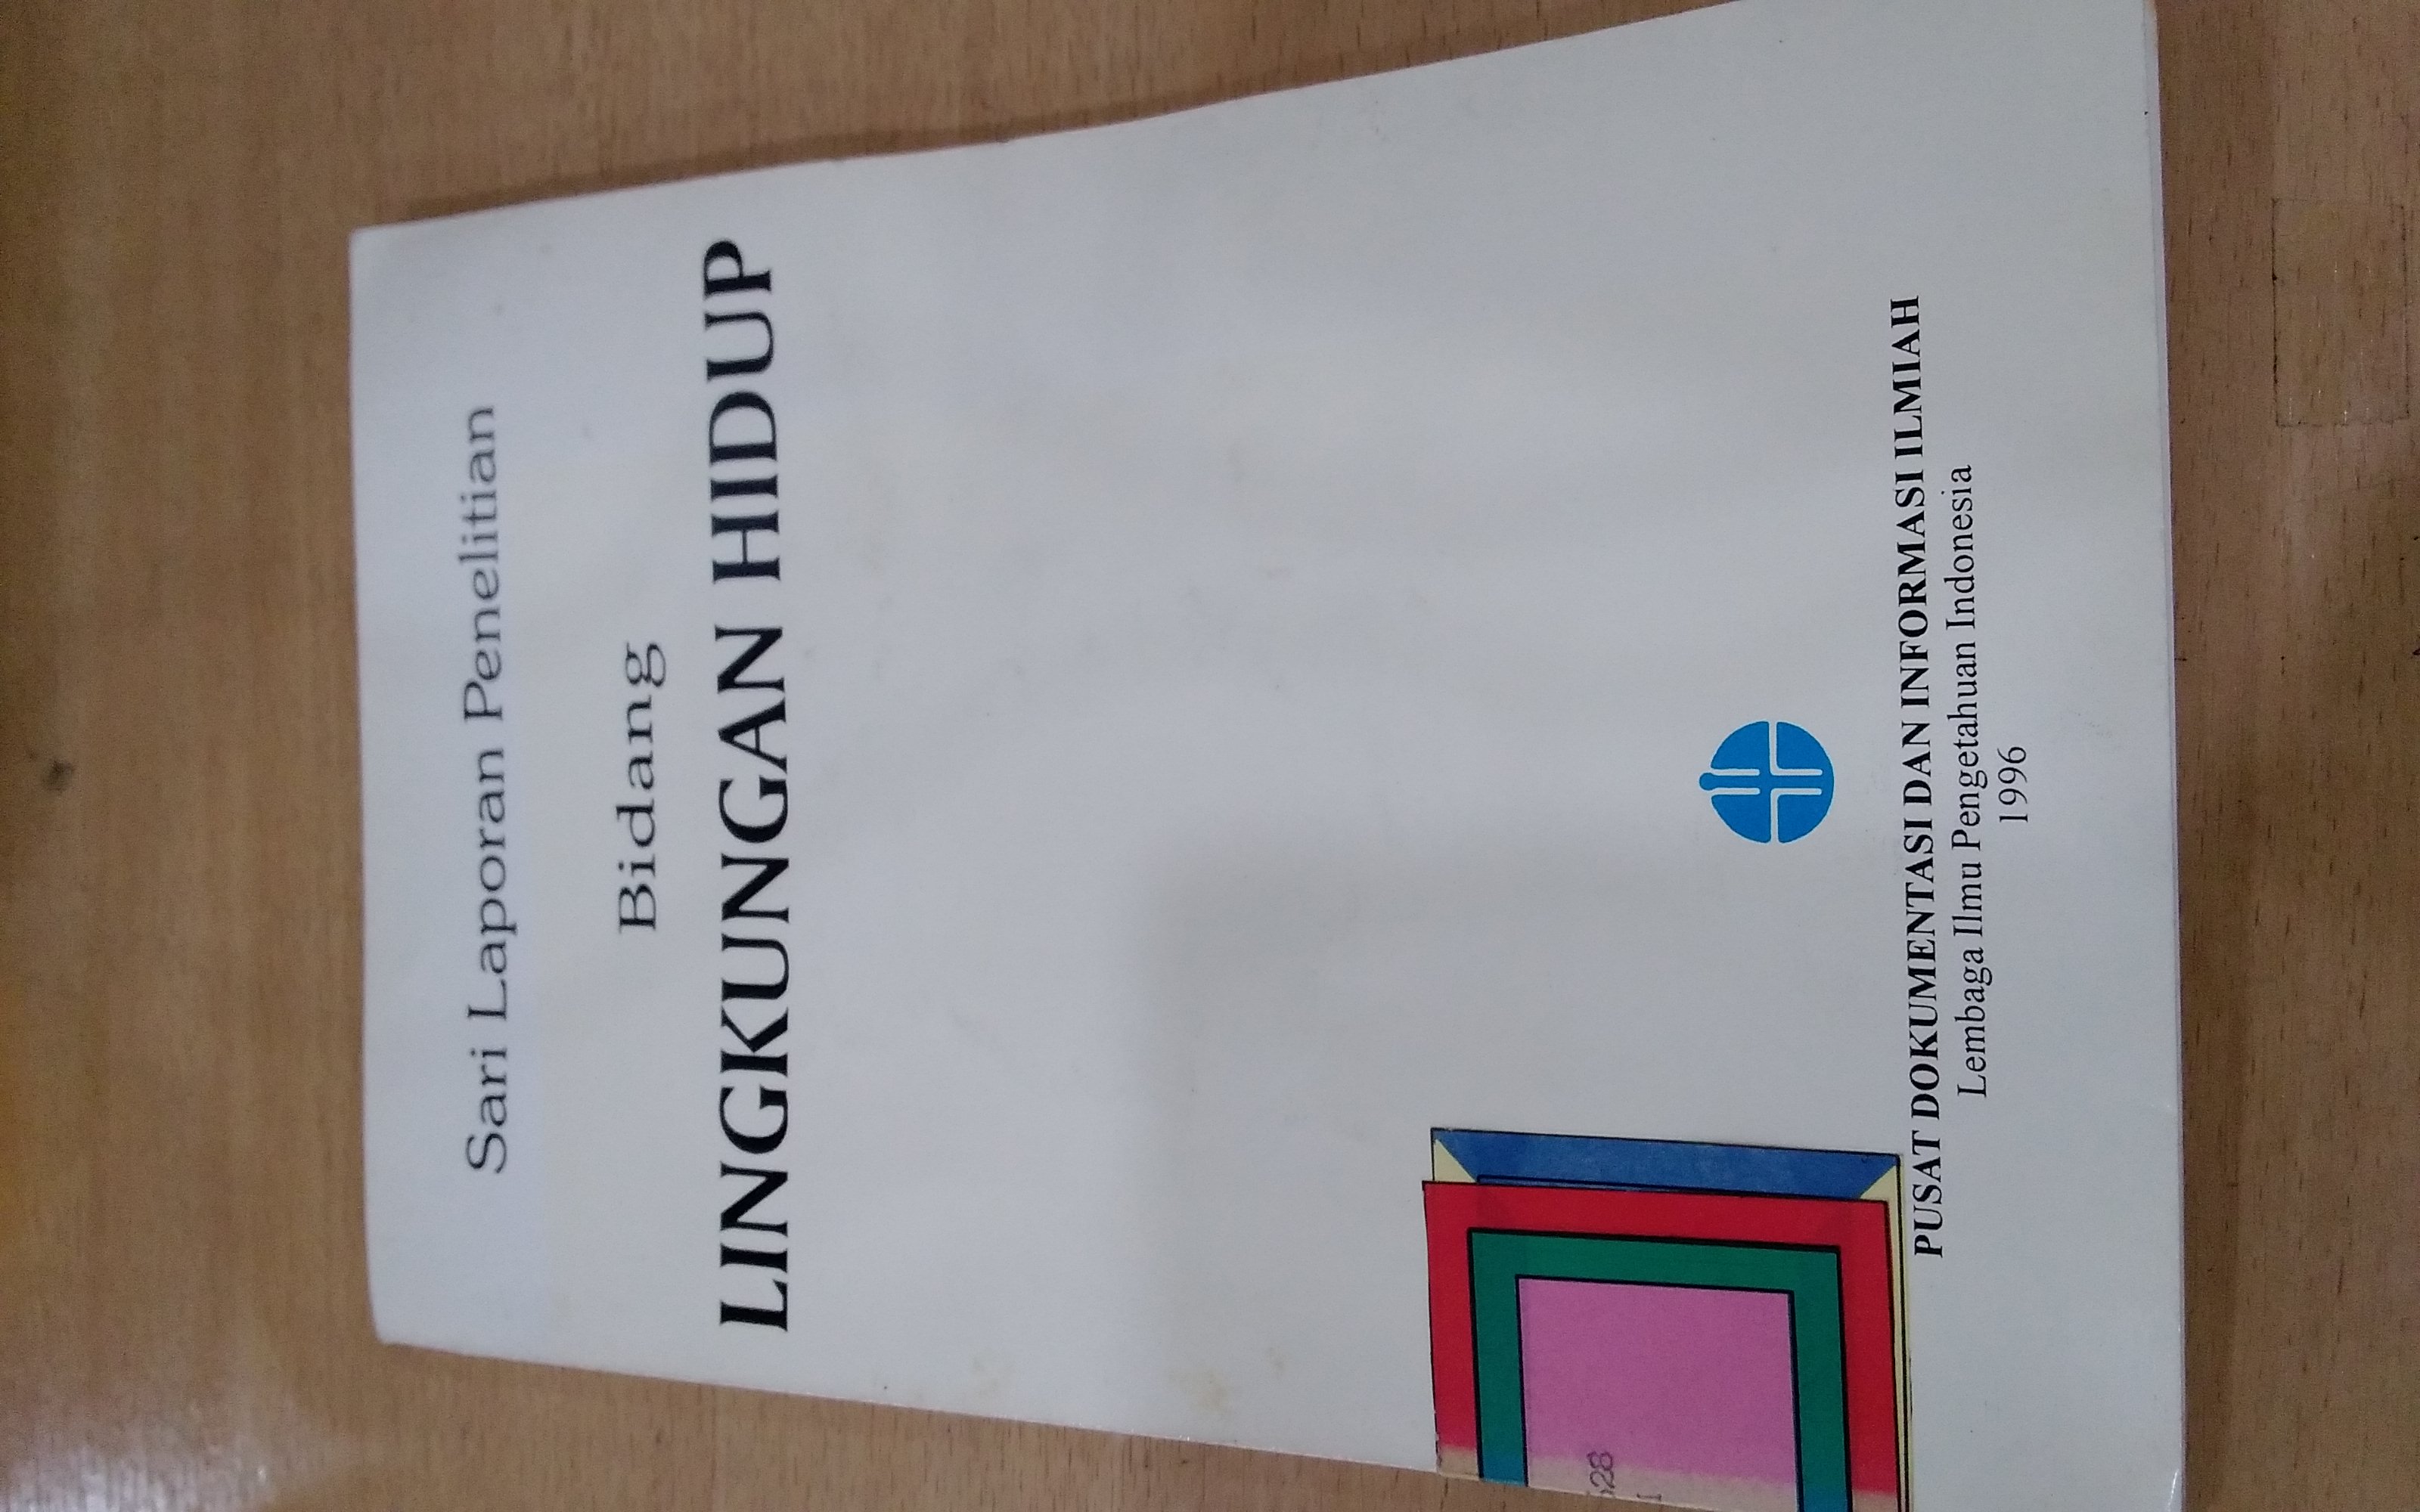 Sari Laporan Penelitian
Bidang
LINGKUNGAN HIDUP
PUSAT DOKUMENTASI DAN INFORMASI ILMIAH
Lembaga Ilmu Pengetahuan Indonesia
1996